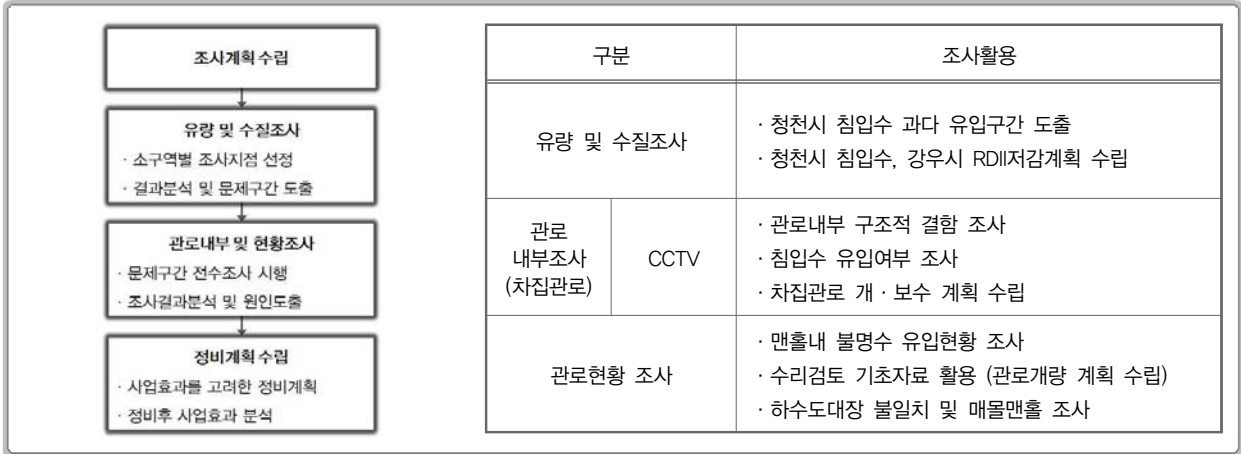 조사계획 수립
유량 및 수질조사
· 소구역별 조사지점 선정
· 결과분석 및 문제구간 도출
관로내부 및 현황조사
· 문제구간 전수조사 시행
· 조사결과분석 및 원인도출
정비계획 수립
· 사업효과를 고려한 정비계획
· 정비후 사업효과 분석
구분 조사활용
유량 및 수질조사
· 청천시 침입수 과다 유입구간 도출
· 청천시 침입수, 강우시 RDII저감계획 수립
관로
내부조사
(차집관로)
CCTV
· 관로내부 구조적 결함 조사
· 침입수 유입여부 조사
· 차집관로 개 · 보수 계획 수립
관로현황 조사
· 맨홀내 불명수 유입현황 조사
· 수리검토 기초자료 활용 (관로개량 계획 수립)
· 하수도대장 불일치 및 매몰맨홀 조사